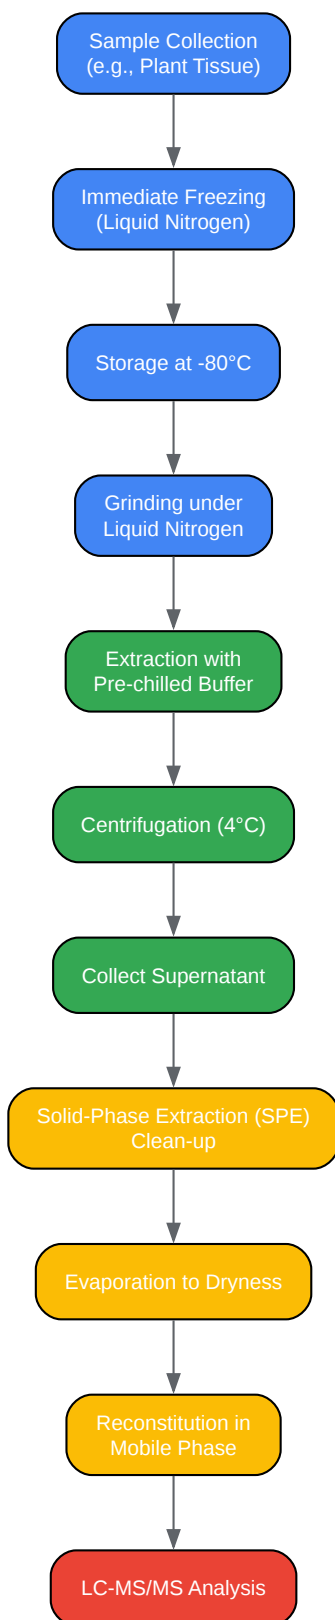 Sample Collection
(e.g., Plant Tissue)
Immediate Freezing
(Liquid Nitrogen)
Storage at -80°C
Grinding under
Liquid Nitrogen
Extraction with
Pre-chilled Buffer
Centrifugation (4°C)
Collect Supernatant
Solid-Phase Extraction (SPE)
Clean-up
Evaporation to Dryness
Reconstitution in
Mobile Phase
LC-MS/MS Analysis